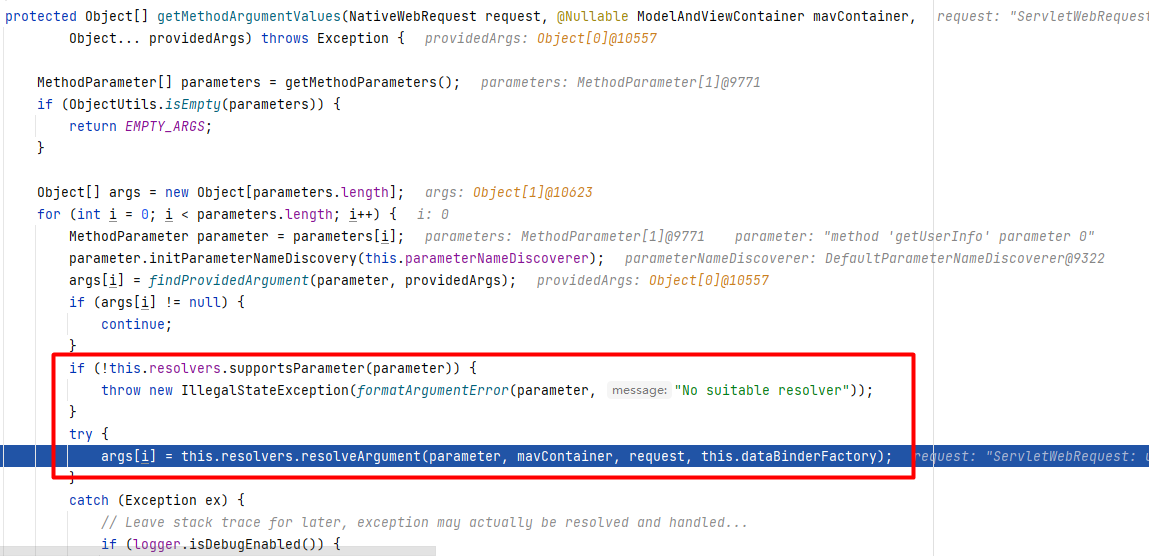 protected Object[] getMethodArgumentValues(NativeWebRequest request, @Nullable ModelAndViewContainer mavContainer, request: "ServletWebRequest
Object... providedArgs) throws Exception { providedArgs: Object[0]@10557
MethodParameter[] parameters = getMethodParameters(); parameters: MethodParameter[1]@9771
if (ObjectUtils.isEmpty(parameters)) {
return EMPTY_ARGS;
}
Object[] args = new Object[parameters.length]; args: Object[1]@10623
for (int i = 0; i < parameters.length; i++) { i: 0
MethodParameter parameter = parameters[i]; parameters: MethodParameter[1]@9771 parameter: "method 'getUserInfo' parameter 0"
parameter.initParameterNameDiscovery(this.parameterNameDiscoverer); parameterNameDiscoverer: DefaultParameterNameDiscoverer@9322
args[i] = findProvidedArgument(parameter, providedArgs); providedArgs: Object[0]@10557
if (args[i] != null) {
continue;
}
if (!this.resolvers.supportsParameter(parameter)) {
throw new IllegalStateException(formatArgumentError(parameter, message: "No suitable resolver"));
}
try {
args[i] = this.resolvers.resolveArgument(parameter, mavContainer, request, this.dataBinderFactory); request: "ServletWebRequest:
}
catch (Exception ex) {
// Leave stack trace for later, exception may actually be resolved and handled...
if (logger.isDebugEnabled()) {